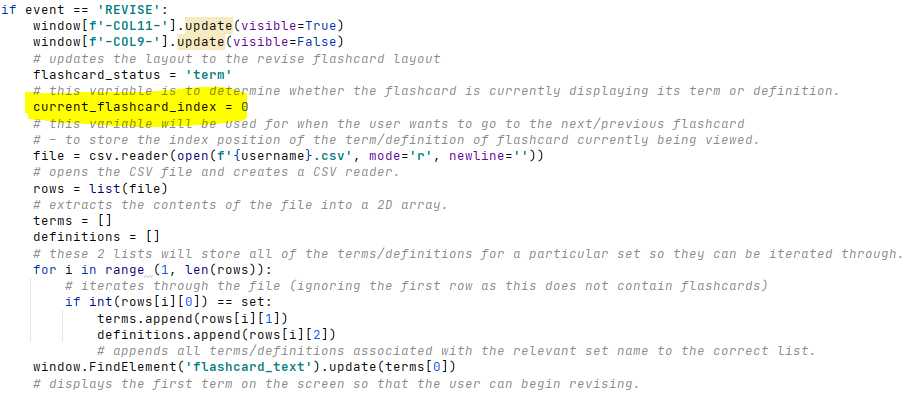 if event == 'REVISE':
    window[f'-COL11-'].update(visible=True)
    window[f'-COL9-'].update(visible=False)
    # updates the layout to the revise flashcard layout
    flashcard_status = 'term'
    # this variable is to determine whether the flashcard is currently displaying its term or definition.
    current_flashcard_index = 0
    # this variable will be used for when the user wants to go to the next/previous flashcard
    # - to store the index position of the term/definition of flashcard currently being viewed.
    file = csv.reader(open(f'{username}.csv', mode='r', newline=''))
    # opens the CSV file and creates a CSV reader.
    rows = list(file)
    # extracts the contents of the file into a 2D array.
    terms = []
    definitions = []
    # these 2 lists will store all of the terms/definitions for a particular set so they can be iterated through.
    for i in range (1, len(rows)):
        # iterates through the file (ignoring the first row as this does not contain flashcards)
        if int(rows[i][0]) == set:
            terms.append(rows[i][1])
            definitions.append(rows[i][2])
            # appends all terms/definitions associated with the relevant set name to the correct list.
    window.FindElement('flashcard_text').update(terms[0])
    # displays the first term on the screen so that the user can begin revising.